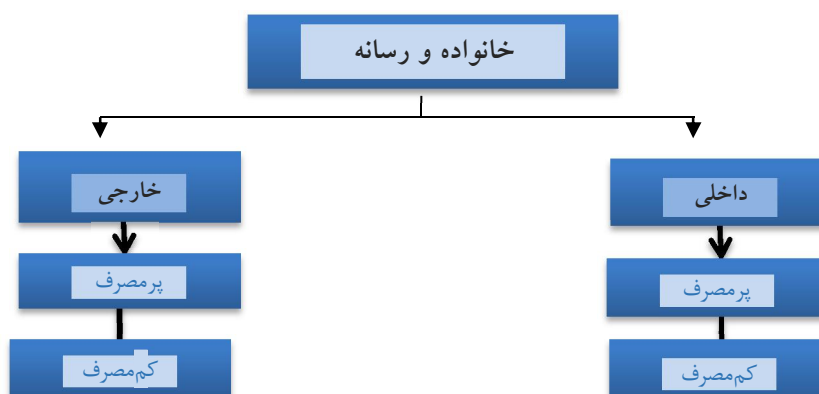 خانواده و رسانه
داخلی
خارجی
پرمصرف
پرمصرف
کم‌مصرف
کم‌مصرف